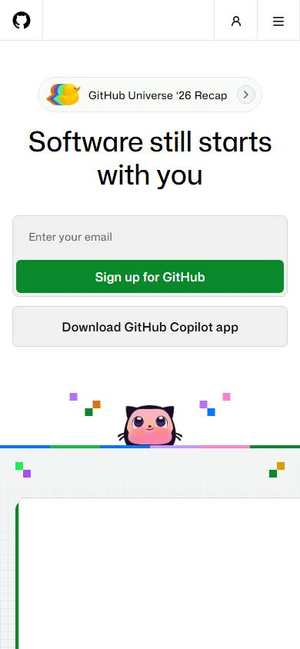 GitHub Universe ‘26 Recap
Software still starts
with you
Enter your email
Sign up for GitHub
Download GitHub Copilot app